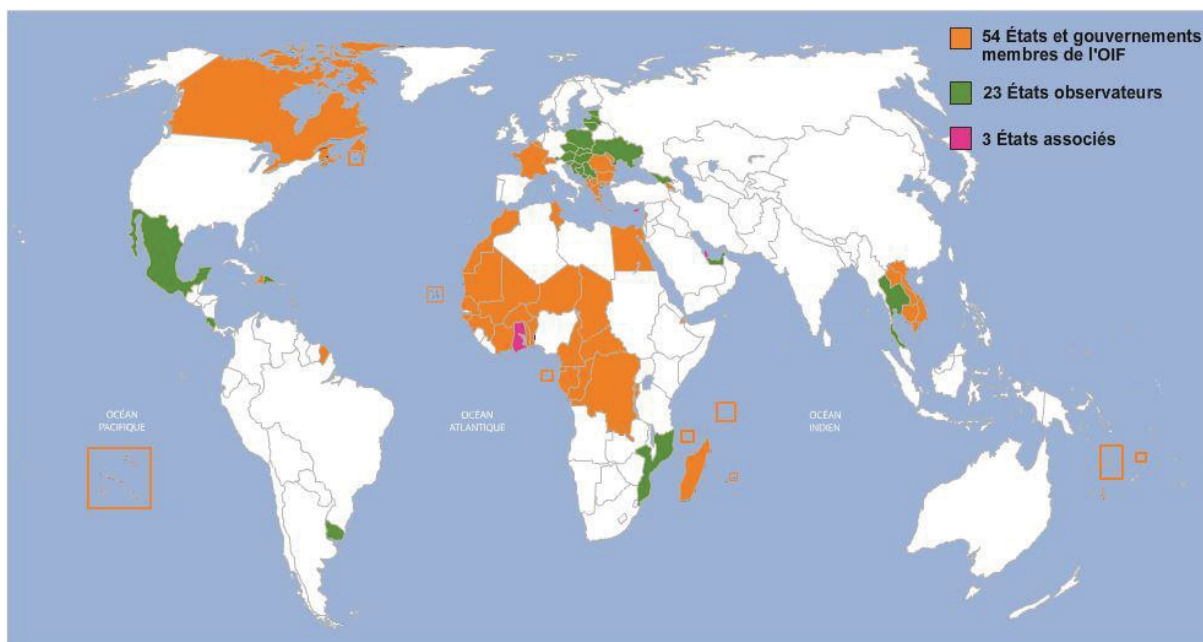 54 États et gouvernements
membres de l'OIF
23 États observateurs
3 États associés
OCÉAN
PACIFIQUE
OCÉAN
ATLANTIQUE
OCÉAN
INDIEN